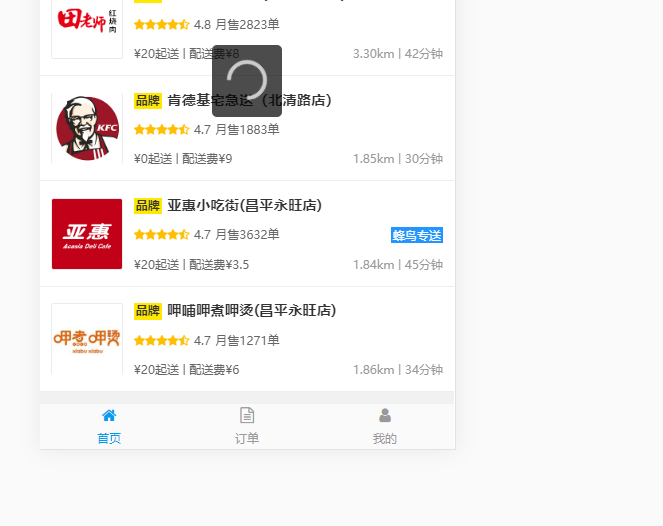 田老师 红烧肉
4.8 月售2823单
¥20起送 | 配送费¥8
3.30km | 42分钟
KFC
品牌 肯德基宅急送（北清路店）
4.7 月售1883单
¥0起送 | 配送费¥9
1.85km | 30分钟
亚惠
Acasia Deli Cafe
品牌 亚惠小吃街(昌平永旺店)
4.7 月售3632单
蜂鸟专送
¥20起送 | 配送费¥3.5
1.84km | 45分钟
呷煮呷烫
xiabu xiabu
品牌 呷哺呷煮呷烫(昌平永旺店)
4.7 月售1271单
¥20起送 | 配送费¥6
1.86km | 34分钟
首页
订单
我的